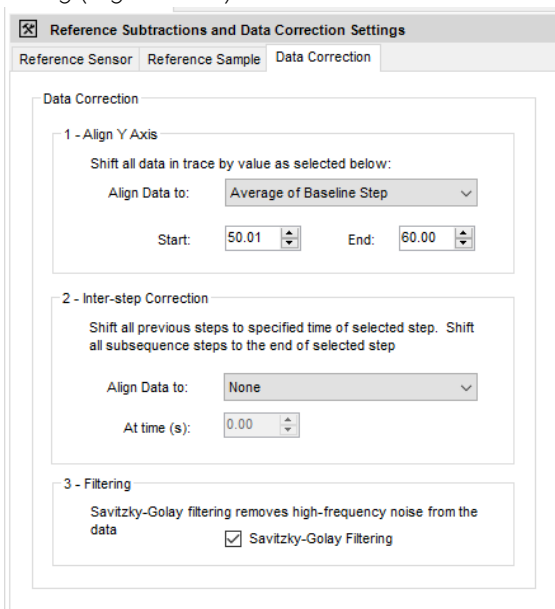 Reference Subtractions and Data Correction Settings
Reference Sensor Reference Sample Data Correction
Data Correction
1 - Align Y Axis
Shift all data in trace by value as selected below:
Align Data to: Average of Baseline Step
Start: 50.01 End: 60.00
2 - Inter-step Correction
Shift all previous steps to specified time of selected step. Shift
all subsequence steps to the end of selected step
Align Data to: None
At time (s): 0.00
3 - Filtering
Savitzky-Golay filtering removes high-frequency noise from the
data
Savitzky-Golay Filtering